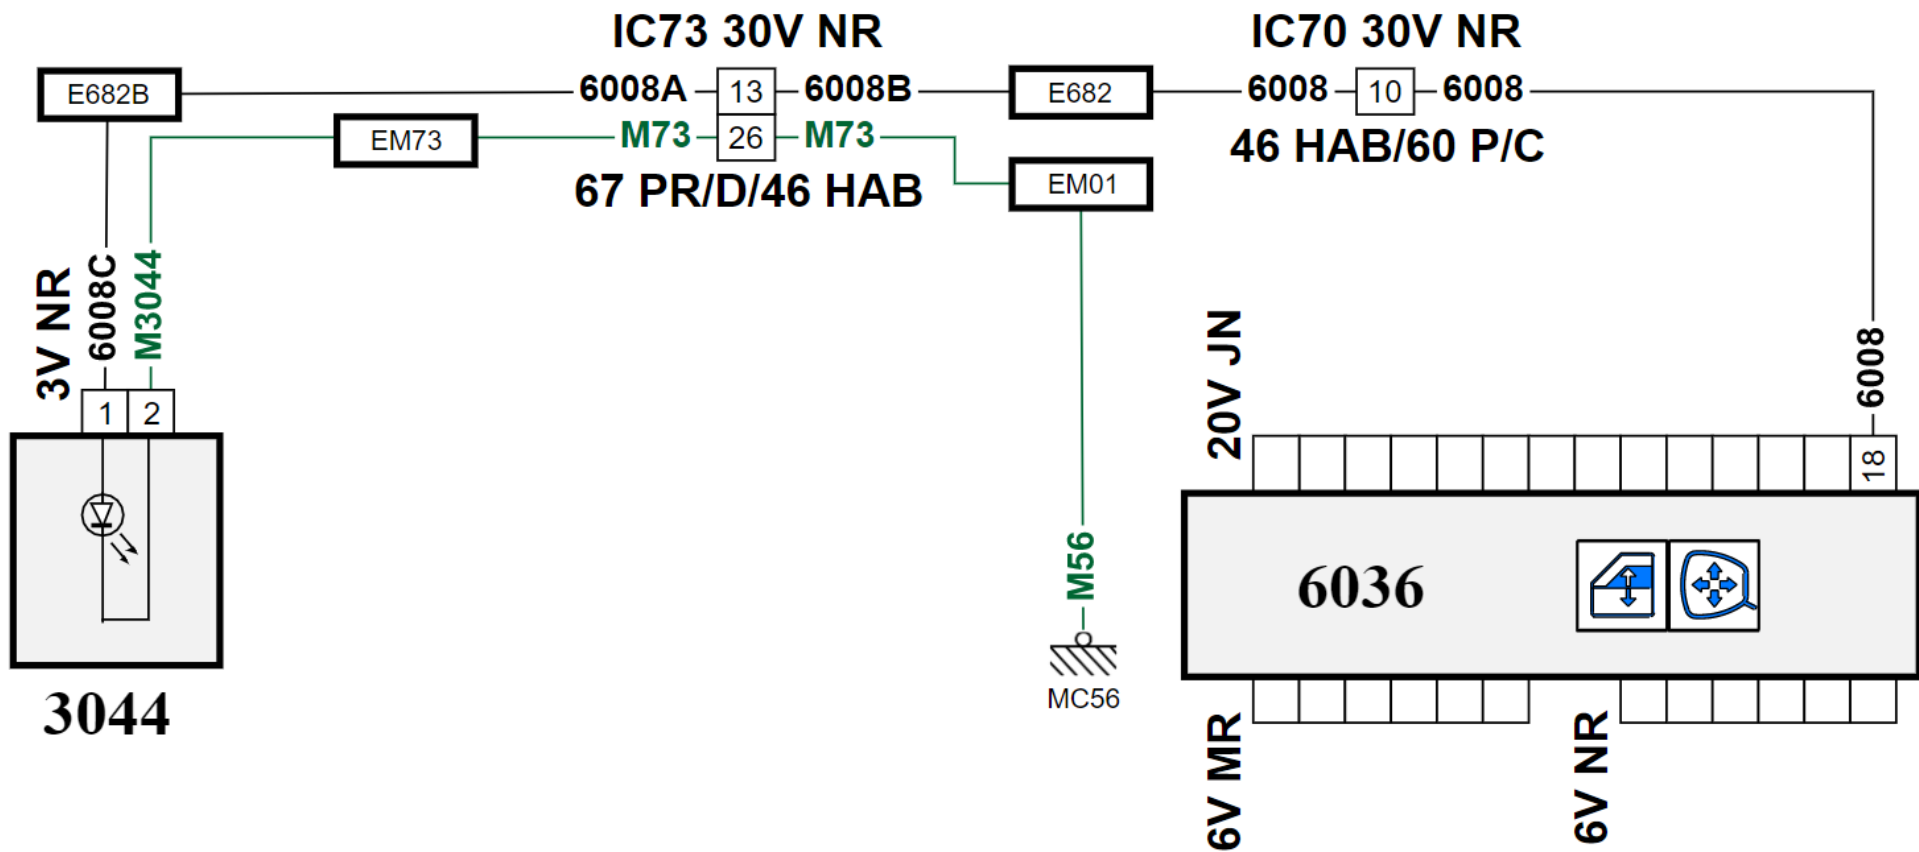 IC73 30V NR
IC70 30V NR
E682B
6008A
13
6008B
E682
6008
10
6008
EM73
M73
26
M73
46 HAB/60 P/C
67 PR/D/46 HAB
EM01
3V NR
6008C
M3044
20V JN
6008
1
2
18
M56
6036
MC56
3044
6V MR
6V NR